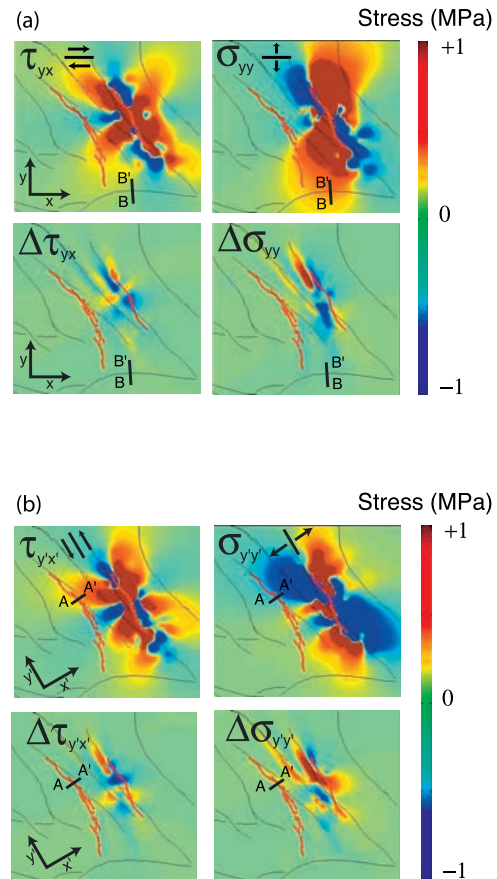 (a)
Stress (MPa)
τyx
σyy
+1
y
x
B'
B
B'
B
0
Δτyx
Δσyy
y
x
B'
B
B'
B
−1
(b)
Stress (MPa)
τy'x'
σy'y'
+1
A
A'
A
A'
y'
x'
0
Δτy'x'
Δσy'y'
A
A'
A
A'
y'
x'
−1